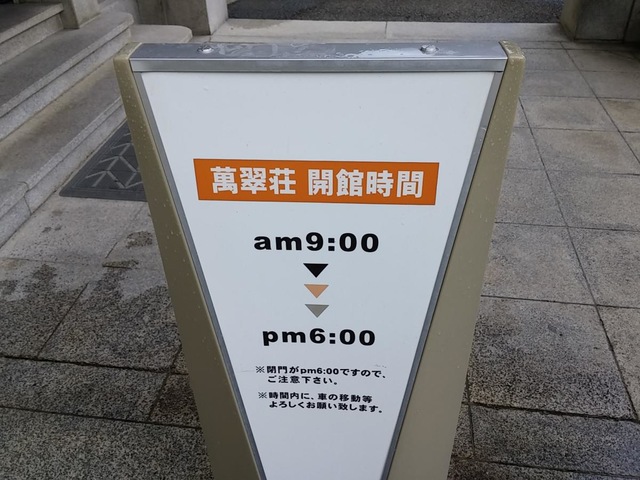 萬翠荘 開館時間
am9:00
pm6:00
※閉門がpm6:00ですので、
ご注意下さい。
※時間内に、車の移動等
よろしくお願い致します。